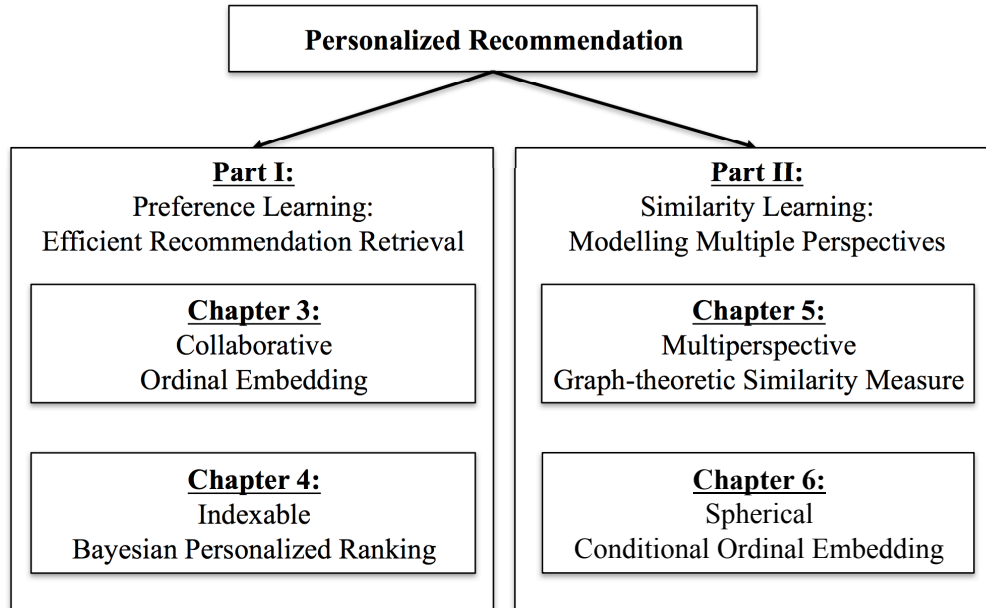 Personalized Recommendation
Part I:
Preference Learning:
Efficient Recommendation Retrieval
Chapter 3:
Collaborative
Ordinal Embedding
Chapter 4:
Indexable
Bayesian Personalized Ranking
Part II:
Similarity Learning:
Modelling Multiple Perspectives
Chapter 5:
Multiperspective
Graph-theoretic Similarity Measure
Chapter 6:
Spherical
Conditional Ordinal Embedding